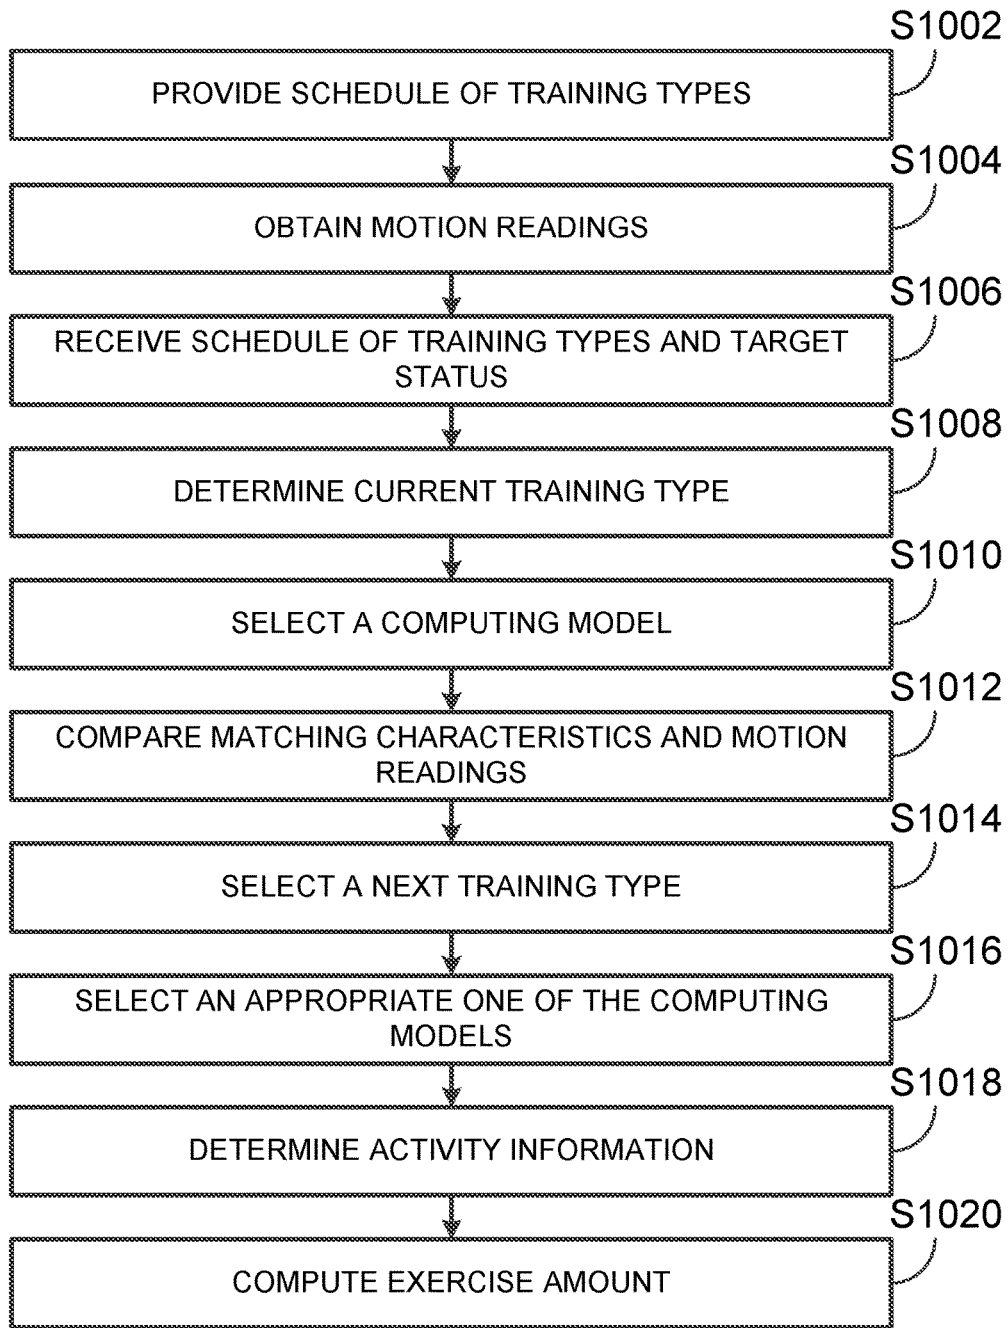 S1002
PROVIDE SCHEDULE OF TRAINING TYPES
S1004
OBTAIN MOTION READINGS
S1006
RECEIVE SCHEDULE OF TRAINING TYPES AND TARGET
STATUS
S1008
DETERMINE CURRENT TRAINING TYPE
S1010
SELECT A COMPUTING MODEL
S1012
COMPARE MATCHING CHARACTERISTICS AND MOTION
READINGS
S1014
SELECT A NEXT TRAINING TYPE
S1016
SELECT AN APPROPRIATE ONE OF THE COMPUTING
MODELS
S1018
DETERMINE ACTIVITY INFORMATION
S1020
COMPUTE EXERCISE AMOUNT